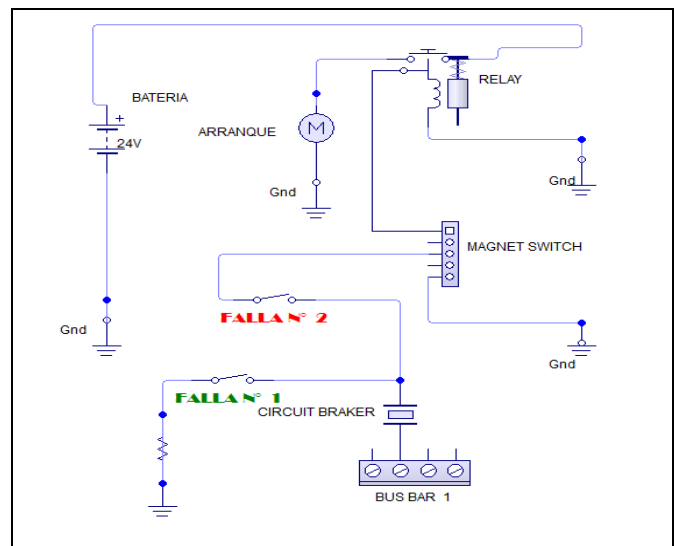 BATERIA
+
24V
ARRANQUE
M
RELAY
Gnd
Gnd
MAGNET SWITCH
FALLA N° 2
Gnd
Gnd
FALLA N° 1
CIRCUIT BRAKER
BUS BAR 1